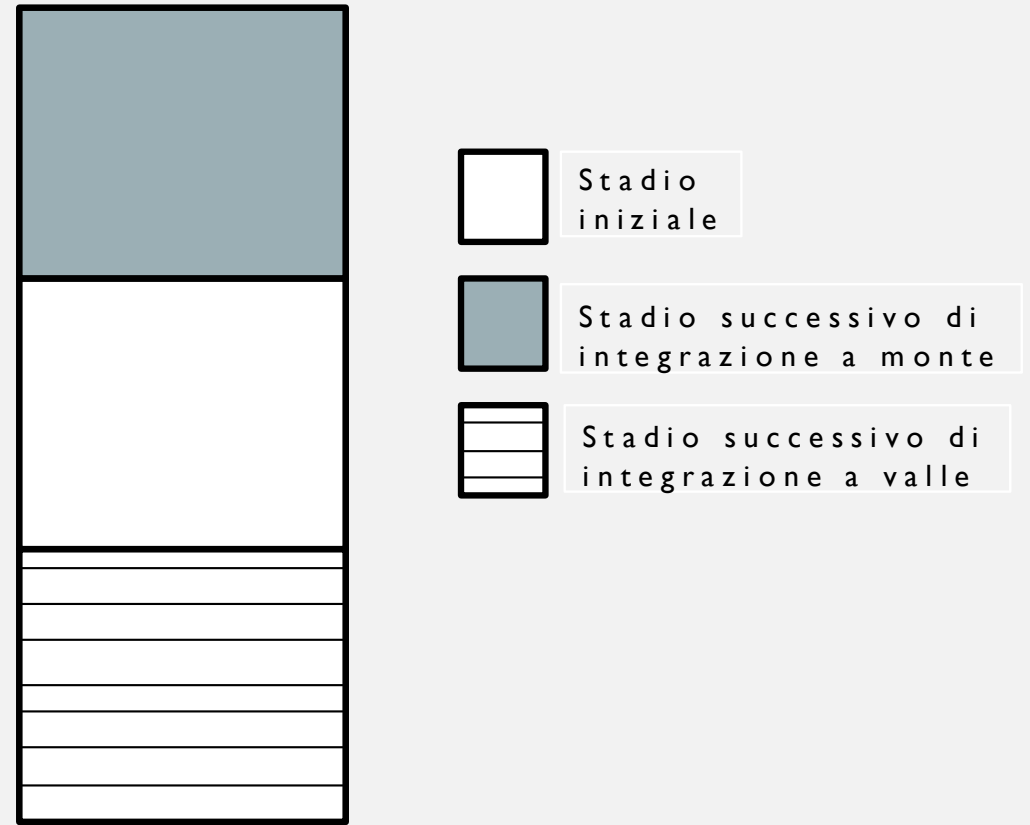 Stadio
iniziale
Stadio successivo di
integrazione a monte
Stadio successivo di
integrazione a valle